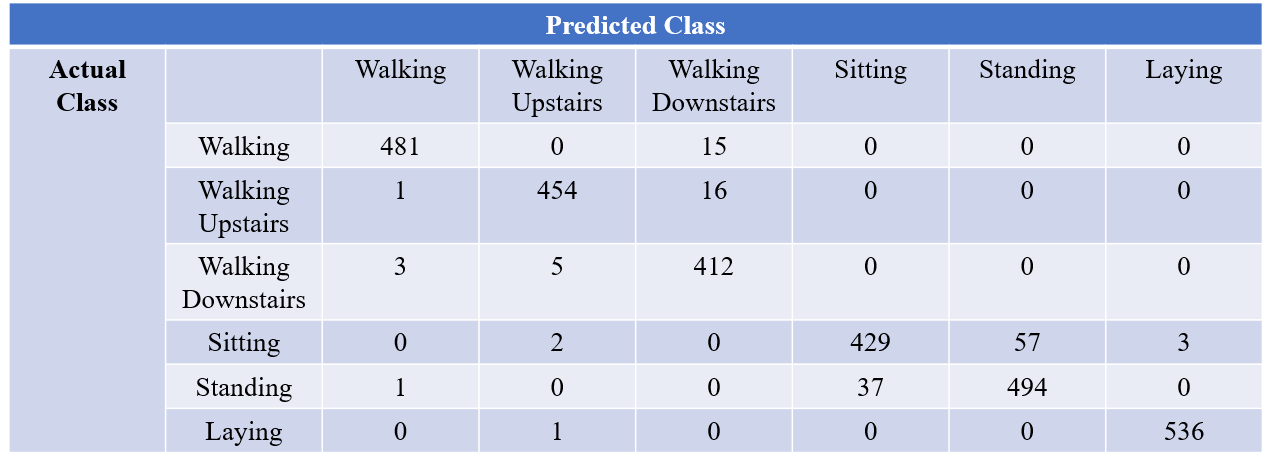 Predicted Class
Actual Class Walking Walking Upstairs Walking Downstairs Sitting Standing Laying
Walking 481 0 15 0 0 0
Walking Upstairs 1 454 16 0 0 0
Walking Downstairs 3 5 412 0 0 0
Sitting 0 2 0 429 57 3
Standing 1 0 0 37 494 0
Laying 0 1 0 0 0 536